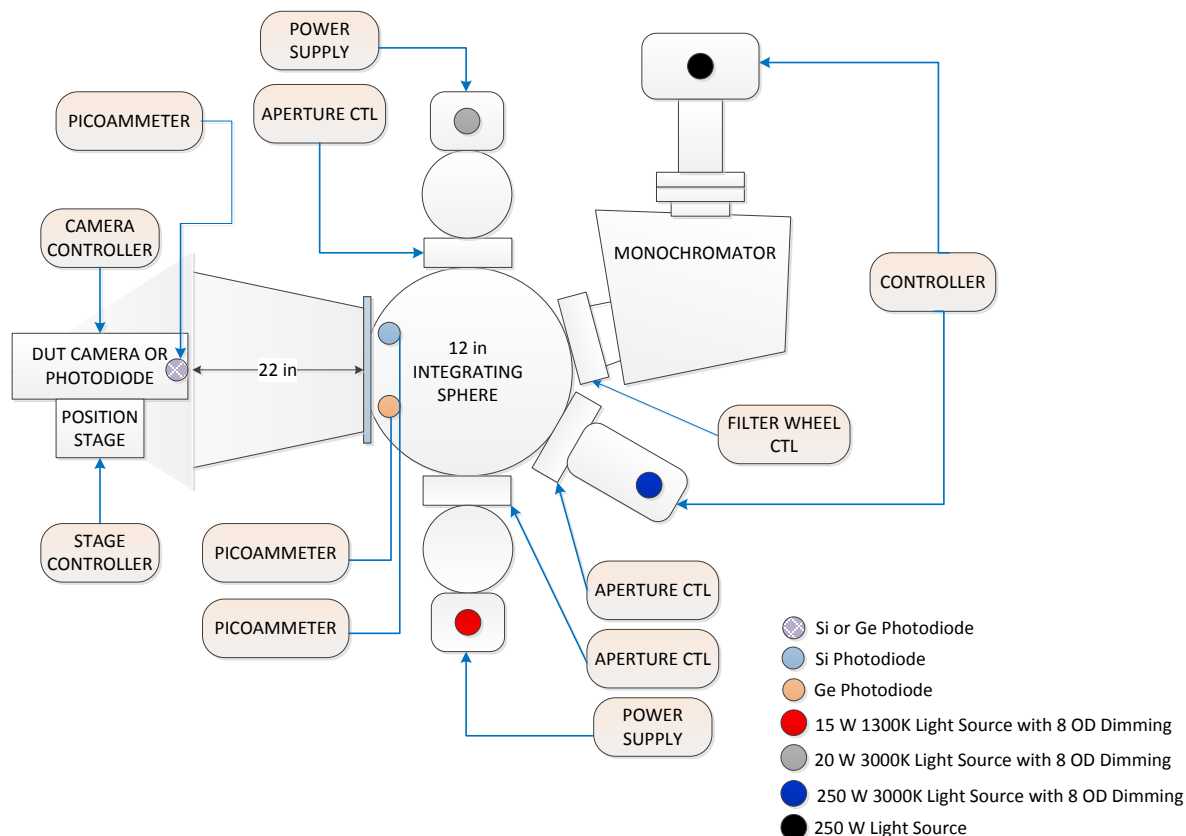 POWER
SUPPLY
APERTURE CTL
PICOAMMETER
CAMERA
CONTROLLER
MONOCHROMATOR
CONTROLLER
DUT CAMERA OR
PHOTODIODE
22 in
12 in
INTEGRATING
SPHERE
POSITION
STAGE
FILTER WHEEL
CTL
STAGE
CONTROLLER
PICOAMMETER
PICOAMMETER
APERTURE CTL
APERTURE CTL
POWER
SUPPLY
Si or Ge Photodiode
Si Photodiode
Ge Photodiode
15 W 1300K Light Source with 8 OD Dimming
20 W 3000K Light Source with 8 OD Dimming
250 W 3000K Light Source with 8 OD Dimming
250 W Light Source